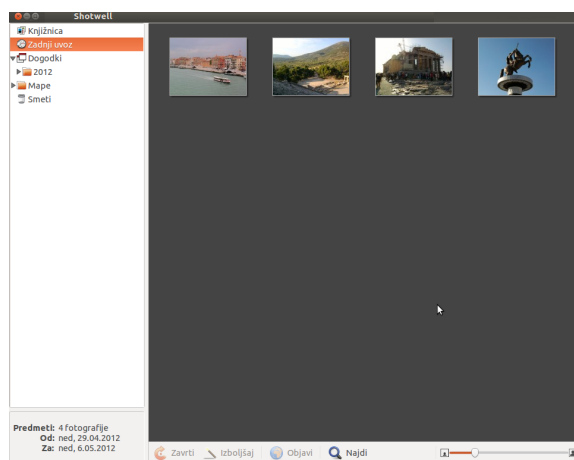 Shotwell
Knjižnica
Zadnji uvoz
Dogodki
2012
Mape
Smeti
Predmeti: 4 fotografije
Od: ned, 29.04.2012
Za: ned, 6.05.2012
Zavrti Izboljšaj Objavi Najdi